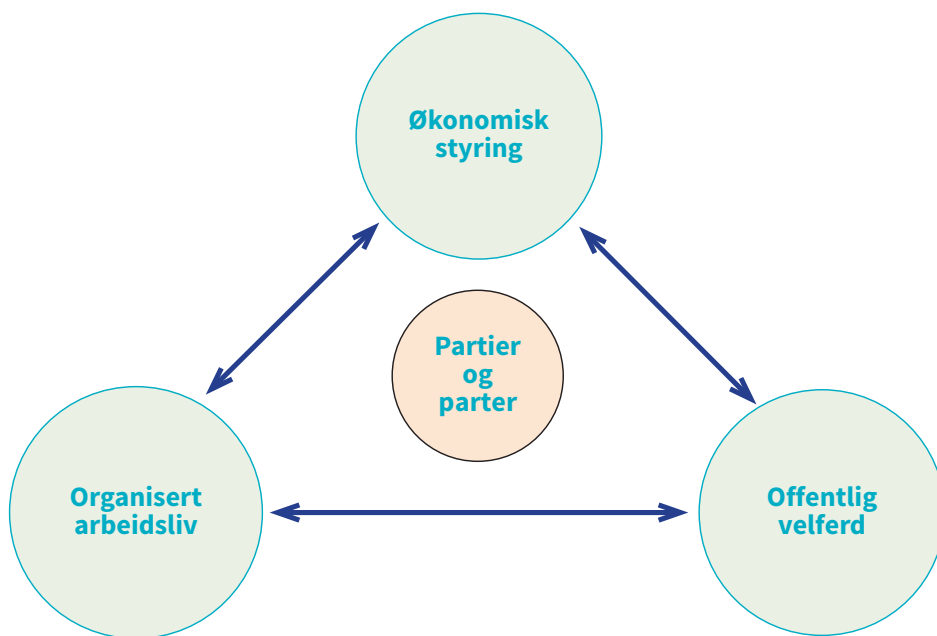 Økonomisk
styring
Partier
og
parter
Organisert
arbeidsliv
Offentlig
velferd